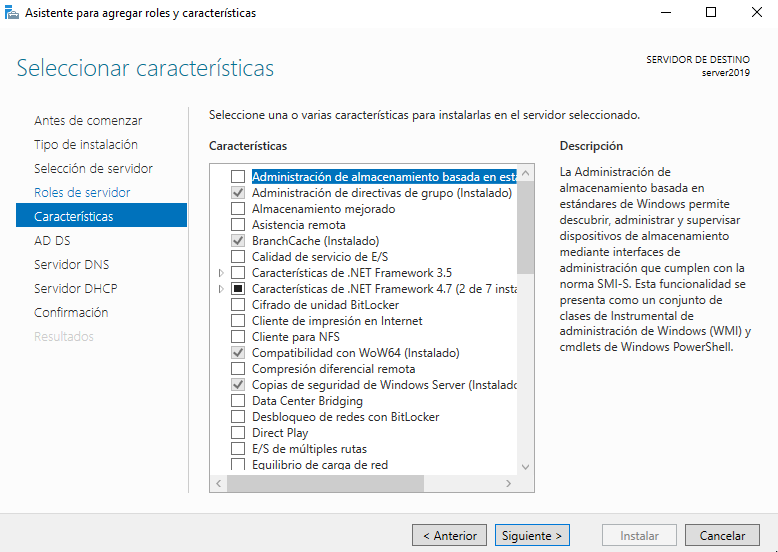 Asistente para agregar roles y características
Seleccionar características
SERVIDOR DE DESTINO
server2019
Antes de comenzar
Tipo de instalación
Selección de servidor
Roles de servidor
Características
AD DS
Servidor DNS
Servidor DHCP
Confirmación
Resultados
Seleccione una o varias características para instalarlas en el servidor seleccionado.
Características
Administración de almacenamiento basada en está
Administración de directivas de grupo (Instalado)
Almacenamiento mejorado
Asistencia remota
BranchCache (Instalado)
Calidad de servicio de E/S
Características de .NET Framework 3.5
Características de .NET Framework 4.7 (2 de 7 insta
Cifrado de unidad BitLocker
Cliente de impresión en Internet
Cliente para NFS
Compatibilidad con WoW64 (Instalado)
Compresión diferencial remota
Copias de seguridad de Windows Server (Instalado
Data Center Bridging
Desbloqueo de redes con BitLocker
Direct Play
E/S de múltiples rutas
Equilibrio de carga de red
Descripción
La Administración de
almacenamiento basada en
estándares de Windows permite
descubrir, administrar y supervisar
dispositivos de almacenamiento
mediante interfaces de
administración que cumplen con la
norma SMI-S. Esta funcionalidad se
presenta como un conjunto de
clases de Instrumental de
administración de Windows (WMI) y
cmdlets de Windows PowerShell.
< Anterior
Siguiente >
Instalar
Cancelar